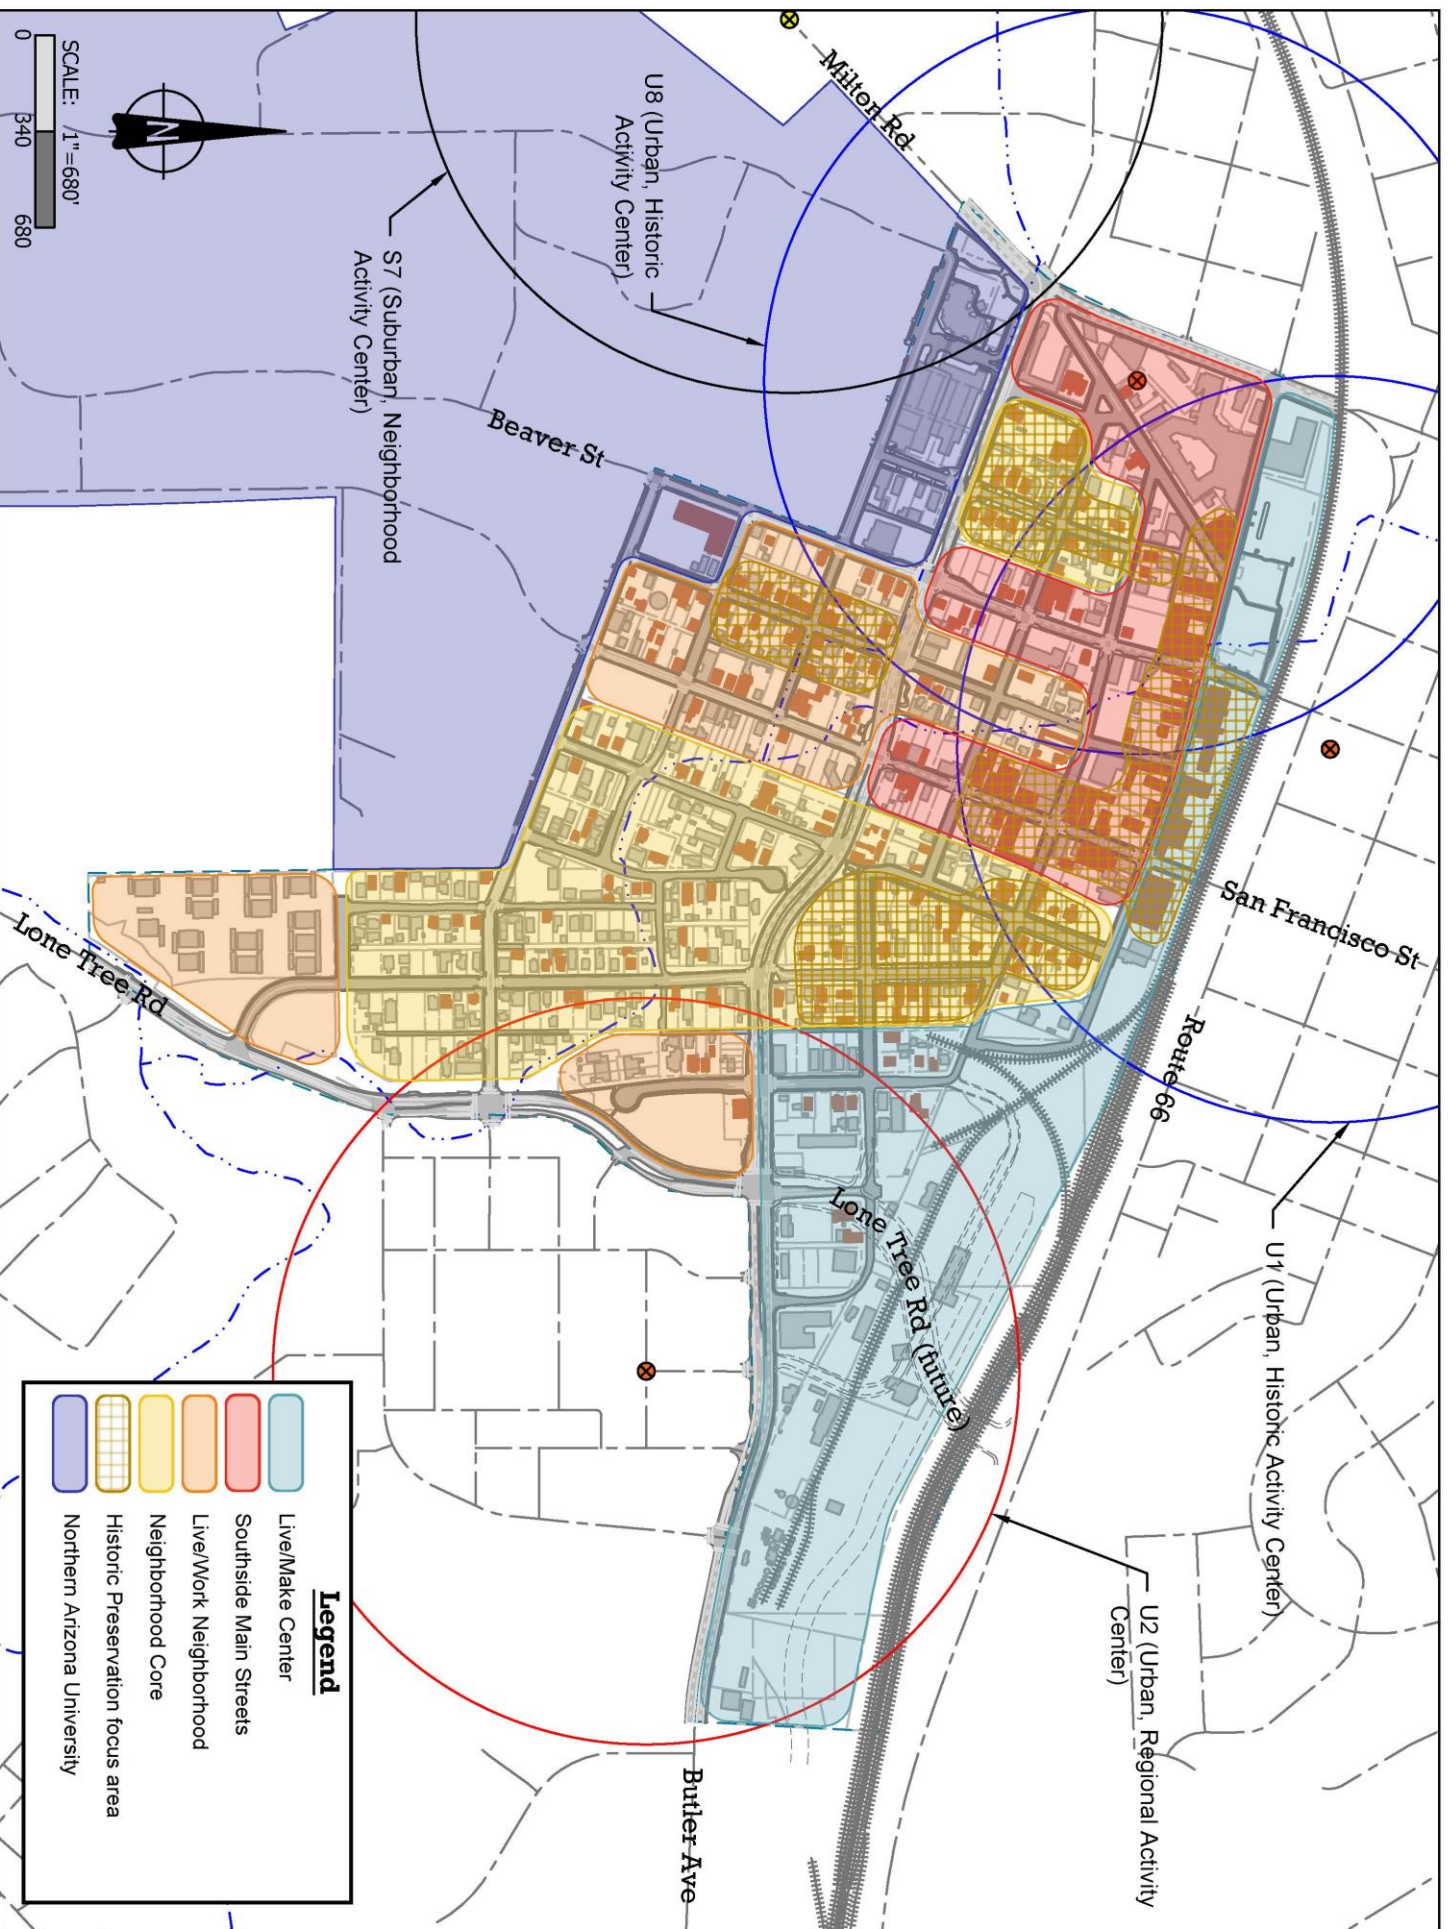 San Francisco St
Route 66
U1 (Urban, Historic Activity Center)
U2 (Urban, Regional Activity
Center)
Milton Rd
U8 (Urban, Historic
Activity Center)
Lone Tree Rd (future)
Butler Ave
Beaver St
S7 (Suburban, Neighborhood
Activity Center)
Lone Tree Rd
N
SCALE: 1"=680'
0 340 680
Legend
Live/Make Center
Southside Main Streets
Live/Work Neighborhood
Neighborhood Core
Historic Preservation focus area
Northern Arizona University